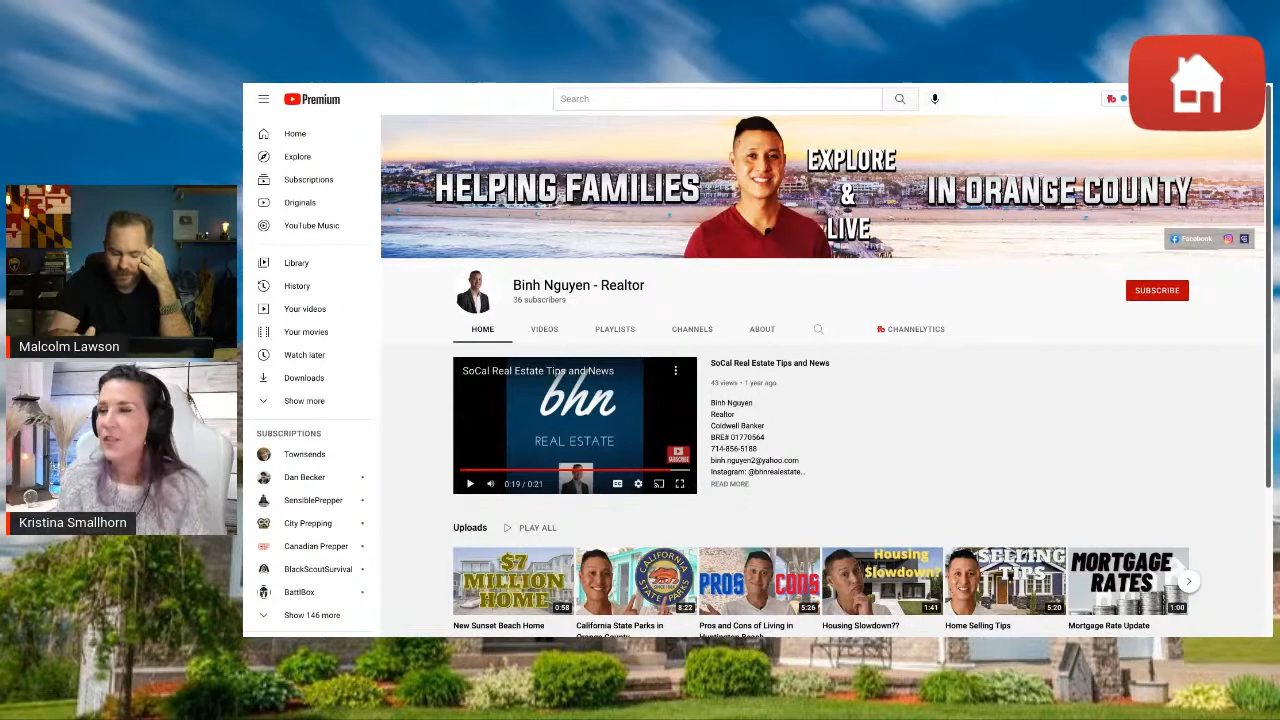 Premium
Search
Home
Explore
Subscriptions
Originals
YouTube Music
Library
History
Your videos
Your movies
Watch later
Downloads
Show more
SUBSCRIPTIONS
Townsends
Dan Becker
SensiblePrepper
City Prepping
Canadian Prepper
BlackScoutSurvival
BattlBox
Show 146 more
Malcolm Lawson
Kristina Smallhorn
HELPING FAMILIES
EXPLORE
&
LIVE
IN ORANGE COUNTY
Facebook
Binh Nguyen - Realtor
36 subscribers
SUBSCRIBE
HOME VIDEOS PLAYLISTS CHANNELS ABOUT CHANNELYTICS
SoCal Real Estate Tips and News
bhn
REAL ESTATE
SUBSCRIBE
0:19 / 0:21
SoCal Real Estate Tips and News
43 views • 1 year ago
Binh Nguyen
Realtor
Coldwell Banker
BRE# 01770564
714-856-5188
binh.nguyen2@yahoo.com
Instagram: @bhnrealestate...
READ MORE
Uploads PLAY ALL
$7
MILLION
HOME
0:58
New Sunset Beach Home
CALIFORNIA
STATE PARKS
8:22
California State Parks in
Orange County
PROS CONS
5:26
Pros and Cons of Living in
Huntington Beach
Housing
Slowdown?
1:41
Housing Slowdown??
SELLING
TIPS
5:20
Home Selling Tips
MORTGAGE
RATES
1:00
Mortgage Rate Update